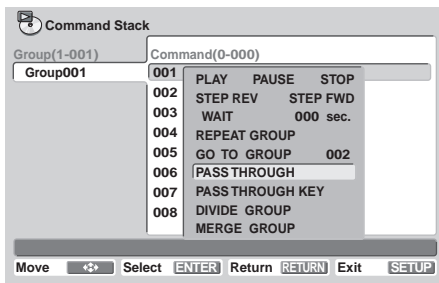 Command Stack
Group(1-001) Command(0-000)
Group001
001
002
003
004
005
006
007
008
PLAY PAUSE STOP
STEP REV STEP FWD
WAIT 000 sec.
REPEAT GROUP
GO TO GROUP 002
PASS THROUGH
PASS THROUGH KEY
DIVIDE GROUP
MERGE GROUP
Move Select ENTER Return RETURN Exit SETUP